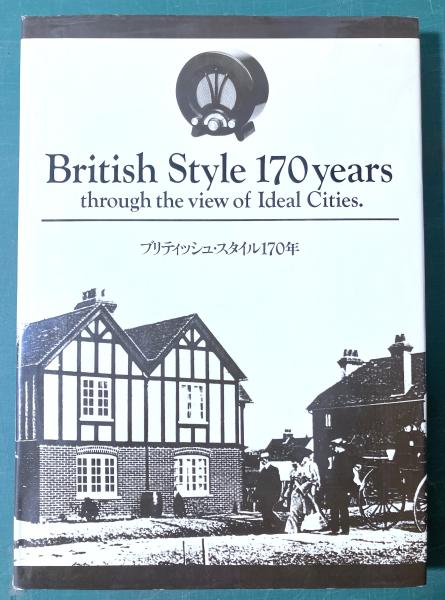 British Style 170 years
through the view of Ideal Cities.
ブリティッシュ・スタイル170年